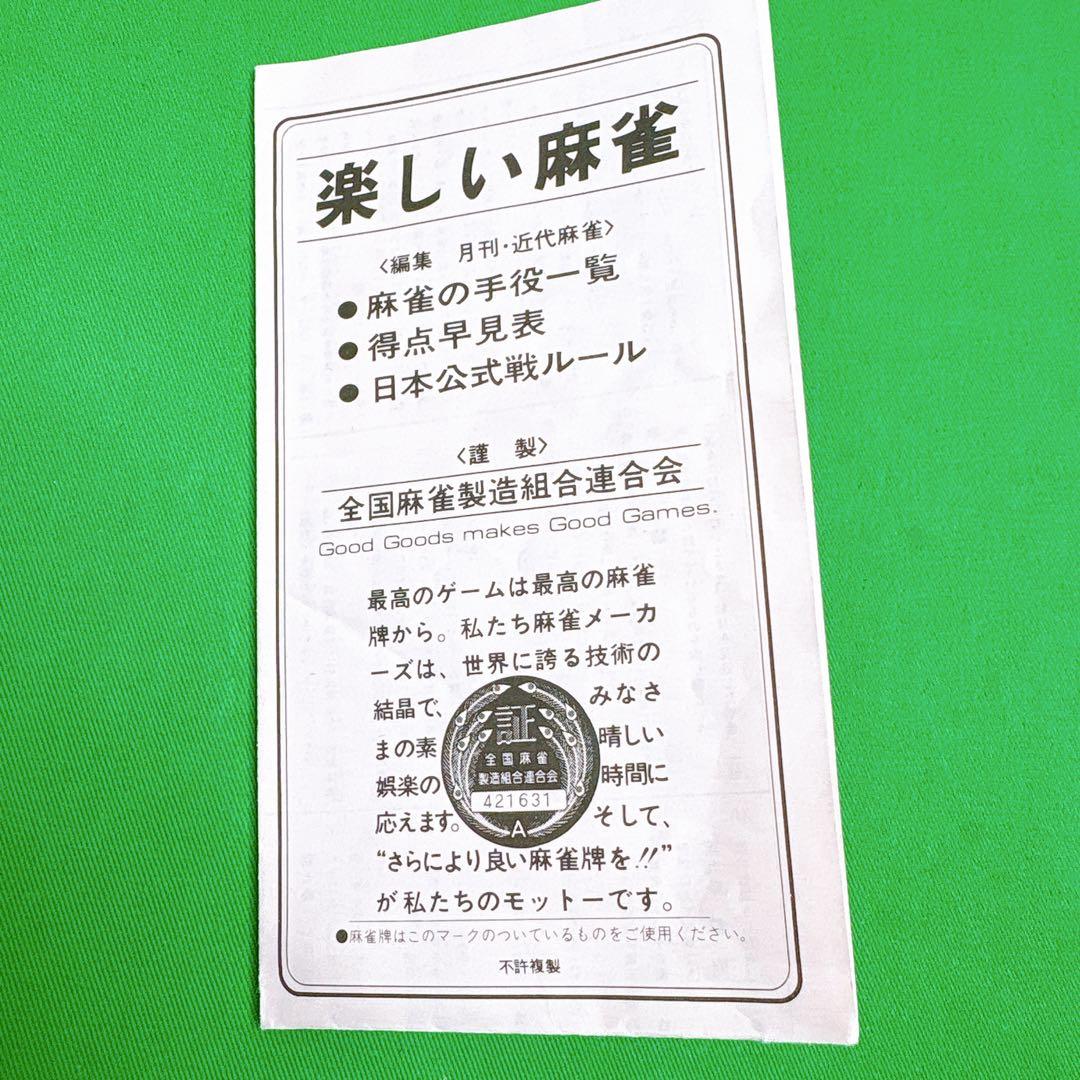 楽しい麻雀
〈編集　月刊・近代麻雀〉
●麻雀の手役一覧
●得点早見表
●日本公式戦ルール
〈謹　製〉
全国麻雀製造組合連合会
Good Goods makes Good Games.
最高のゲームは最高の麻雀
牌から。私たち麻雀メーカ
ーズは、世界に誇る技術の
結晶で、みなさ
まの素晴しい
娯楽の時間に
応えます。そして、
“さらにより良い麻雀牌を!!”
が私たちのモットーです。
証
全国麻雀
製造組合連合会
421631
A
●麻雀牌はこのマークのついているものをご使用ください。
不許複製